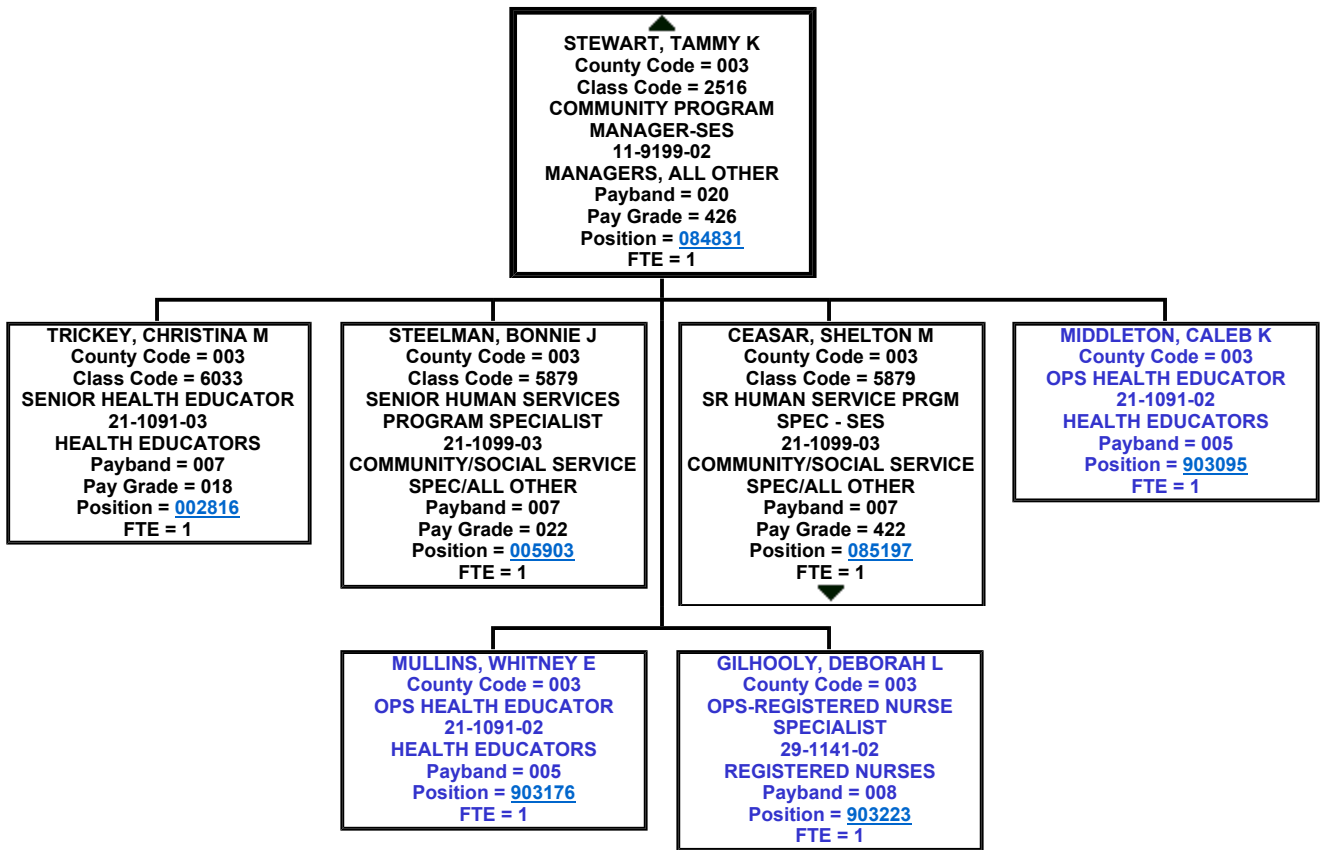 STEWART, TAMMY K
County Code = 003
Class Code = 2516
COMMUNITY PROGRAM
MANAGER-SES
11-9199-02
MANAGERS, ALL OTHER
Payband = 020
Pay Grade = 426
Position = 084831
FTE = 1
TRICKEY, CHRISTINA M
County Code = 003
Class Code = 6033
SENIOR HEALTH EDUCATOR
21-1091-03
HEALTH EDUCATORS
Payband = 007
Pay Grade = 018
Position = 002816
FTE = 1
STEELMAN, BONNIE J
County Code = 003
Class Code = 5879
SENIOR HUMAN SERVICES
PROGRAM SPECIALIST
21-1099-03
COMMUNITY/SOCIAL SERVICE
SPEC/ALL OTHER
Payband = 007
Pay Grade = 022
Position = 005903
FTE = 1
CEASAR, SHELTON M
County Code = 003
Class Code = 5879
SR HUMAN SERVICE PRGM
SPEC - SES
21-1099-03
COMMUNITY/SOCIAL SERVICE
SPEC/ALL OTHER
Payband = 007
Pay Grade = 422
Position = 085197
FTE = 1
MIDDLETON, CALEB K
County Code = 003
OPS HEALTH EDUCATOR
21-1091-02
HEALTH EDUCATORS
Payband = 005
Position = 903095
FTE = 1
MULLINS, WHITNEY E
County Code = 003
OPS HEALTH EDUCATOR
21-1091-02
HEALTH EDUCATORS
Payband = 005
Position = 903176
FTE = 1
GILHOOLY, DEBORAH L
County Code = 003
OPS-REGISTERED NURSE
SPECIALIST
29-1141-02
REGISTERED NURSES
Payband = 008
Position = 903223
FTE = 1